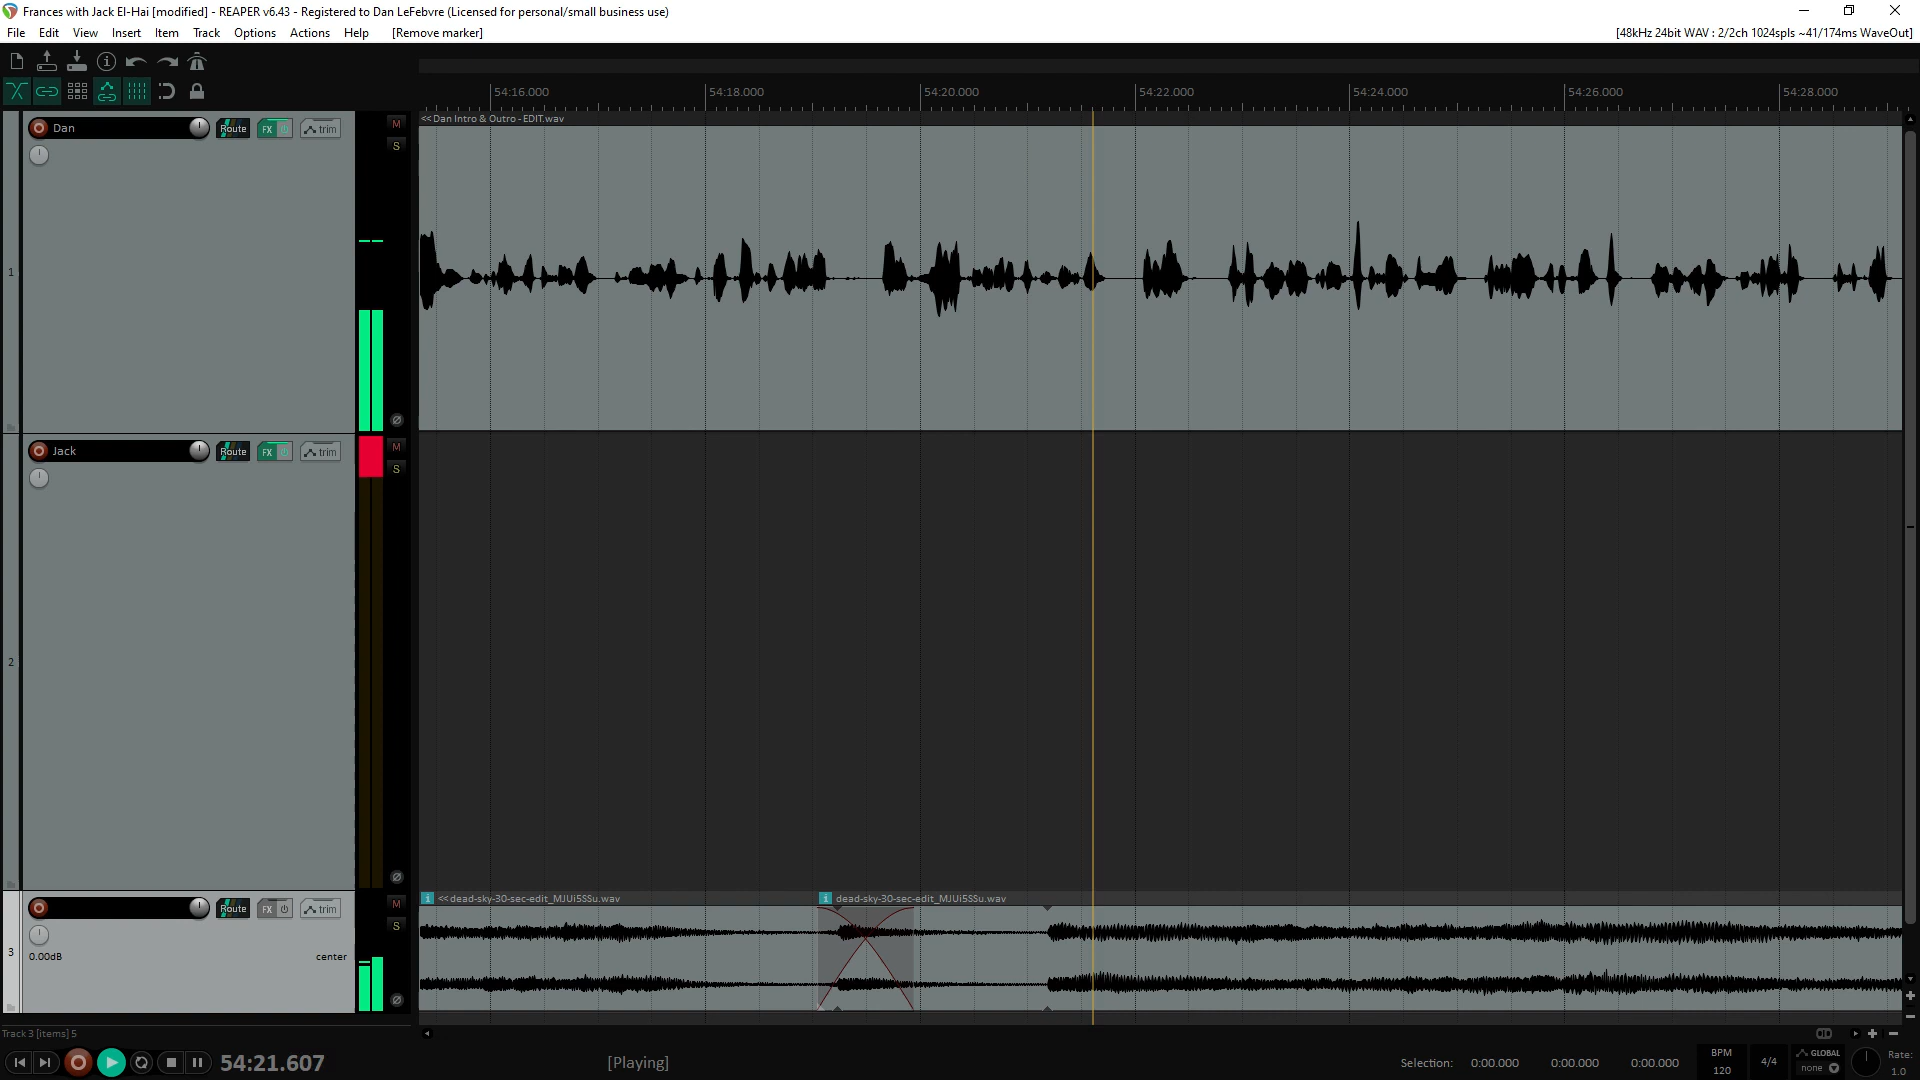 Frances with Jack El-Hai [modified] - REAPER v6.43 - Registered to Dan LeFebvre (Licensed for personal/small business use)
File Edit View Insert Item Track Options Actions Help [Remove marker]
[48kHz 24bit WAV : 2/2ch 1024spls ~41/174ms WaveOut]
54:16.000 54:18.000 54:20.000 54:22.000 54:24.000 54:26.000 54:28.000
<< Dan Intro & Outro - EDIT.wav
Dan Route FX trim M
S
1
Jack Route FX trim M
S
2
<< dead-sky-30-sec-edit_MJUi5SSu.wav dead-sky-30-sec-edit_MJUi5SSu.wav
Route FX trim M
S
3
0.00dB center
Track 3 [items] 5
54:21.607 [Playing] Selection: 0:00.000 0:00.000 0:00.000
BPM
120
4/4
GLOBAL
none
Rate:
1.0